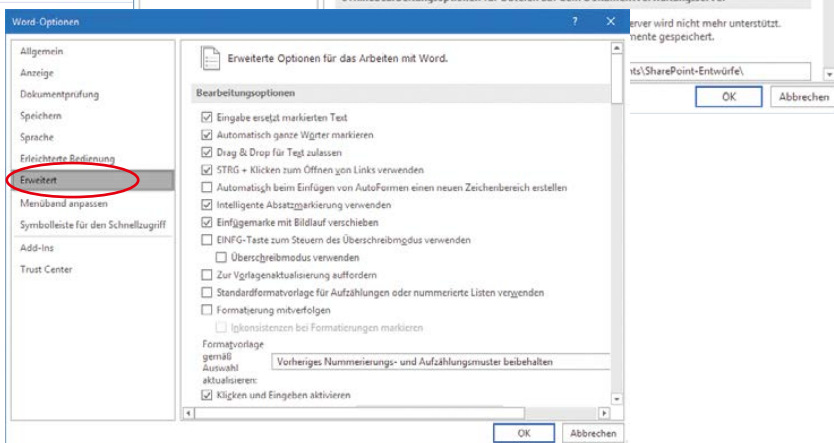 Word-Optionen
Allgemein
Anzeige
Dokumentprüfung
Speichern
Sprache
Erleichterte Bedienung
Erweitert
Menüband anpassen
Symbolleiste für den Schnellzugriff
Add-Ins
Trust Center
Erweiterte Optionen für das Arbeiten mit Word.
Bearbeitungsoptionen
Eingabe ersetzt markierten Text
Automatisch ganze Wörter markieren
Drag & Drop für Text zulassen
STRG + Klicken zum Öffnen von Links verwenden
Automatisch beim Einfügen von AutoFormen einen neuen Zeichenbereich erstellen
Intelligente Absatzmarkierung verwenden
Einfügemarke mit Bildlauf verschieben
EINFG-Taste zum Steuern des Überschreibmodus verwenden
Überschreibmodus verwenden
Zur Vorlagenaktualisierung auffordern
Standardformatvorlage für Aufzählungen oder nummerierte Listen verwenden
Formatierung mitverfolgen
Inkonsistenzen bei Formatierungen markieren
Formatvorlage
gemäß
Auswahl
aktualisieren:
Vorheriges Nummerierungs- und Aufzählungsmuster beibehalten
Klicken und Eingeben aktivieren
OK Abbrechen
erver wird nicht mehr unterstützt.
mente gespeichert.
nts\SharePoint-Entwürfe\
OK Abbrechen